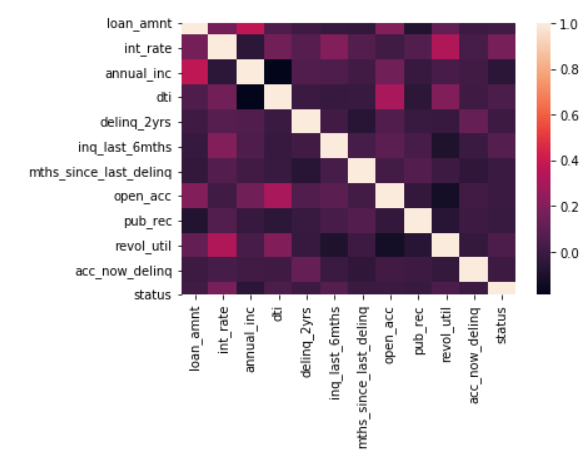 loan_amnt
int_rate
annual_inc
dti
delinq_2yrs
inq_last_6mths
mths_since_last_delinq
open_acc
pub_rec
revol_util
acc_now_delinq
status
loan_amnt
int_rate
annual_inc
dti
delinq_2yrs
inq_last_6mths
mths_since_last_delinq
open_acc
pub_rec
revol_util
acc_now_delinq
status
1.0
0.8
0.6
0.4
0.2
0.0